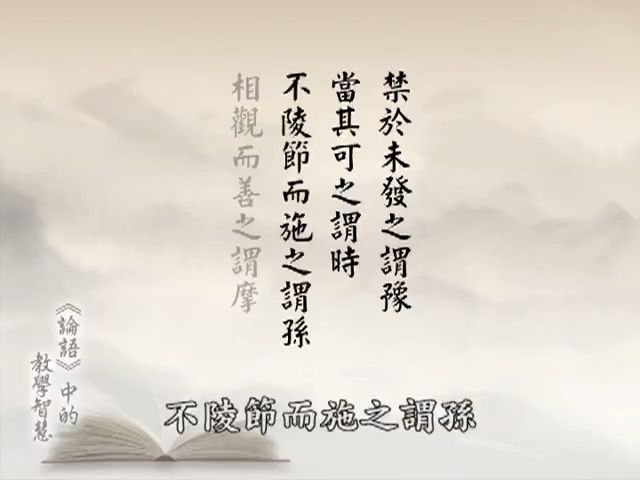 禁於未發之謂豫
當其可之謂時
不陵節而施之謂孫
相觀而善之謂摩
《論語》中的
教學智慧
不陵節而施之謂孫